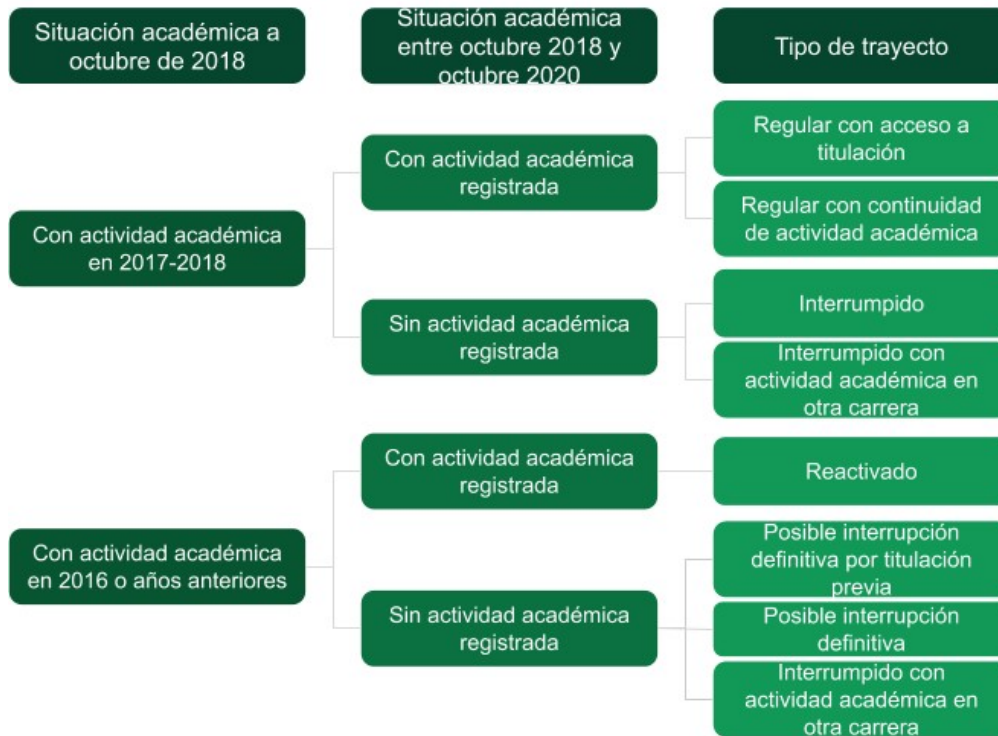 Situación académica a
octubre de 2018
Situación académica
entre octubre 2018 y
octubre 2020
Tipo de trayecto
Con actividad académica
en 2017-2018
Con actividad académica
registrada
Regular con acceso a
titulación
Regular con continuidad
de actividad académica
Sin actividad académica
registrada
Interrumpido
Interrumpido con
actividad académica en
otra carrera
Con actividad académica
en 2016 o años anteriores
Con actividad académica
registrada
Reactivado
Sin actividad académica
registrada
Posible interrupción
definitiva por titulación
previa
Posible interrupción
definitiva
Interrumpido con
actividad académica en
otra carrera